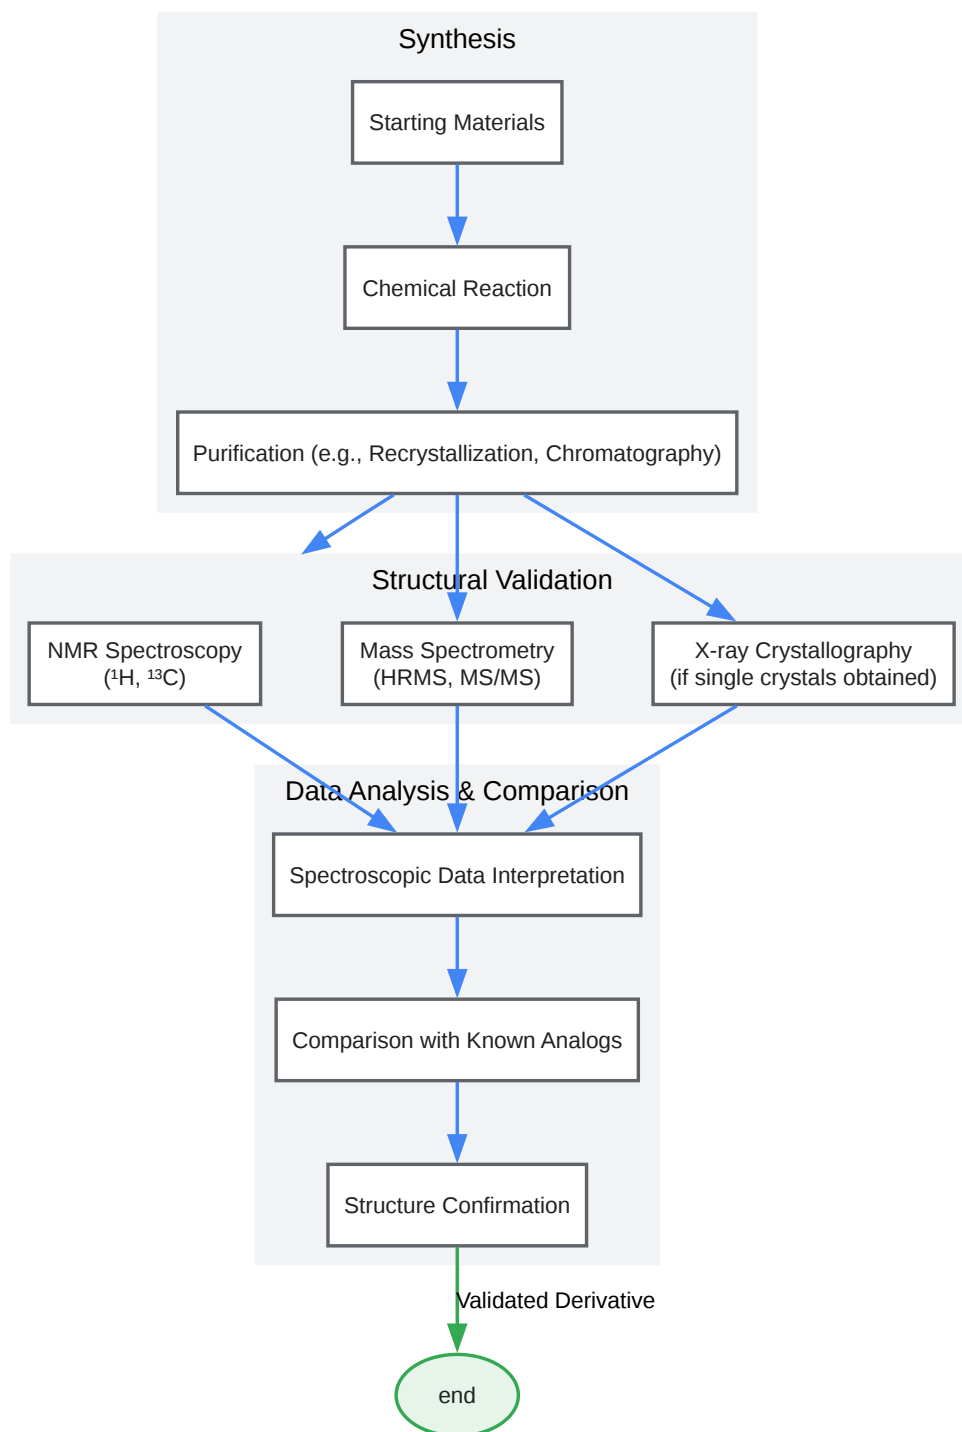 Synthesis
Starting Materials
Chemical Reaction
Purification (e.g., Recrystallization, Chromatography)
Structural Validation
NMR Spectroscopy
(¹H, ¹³C)
Mass Spectrometry
(HRMS, MS/MS)
X-ray Crystallography
(if single crystals obtained)
Data Analysis & Comparison
Spectroscopic Data Interpretation
Comparison with Known Analogs
Structure Confirmation
Validated Derivative
end